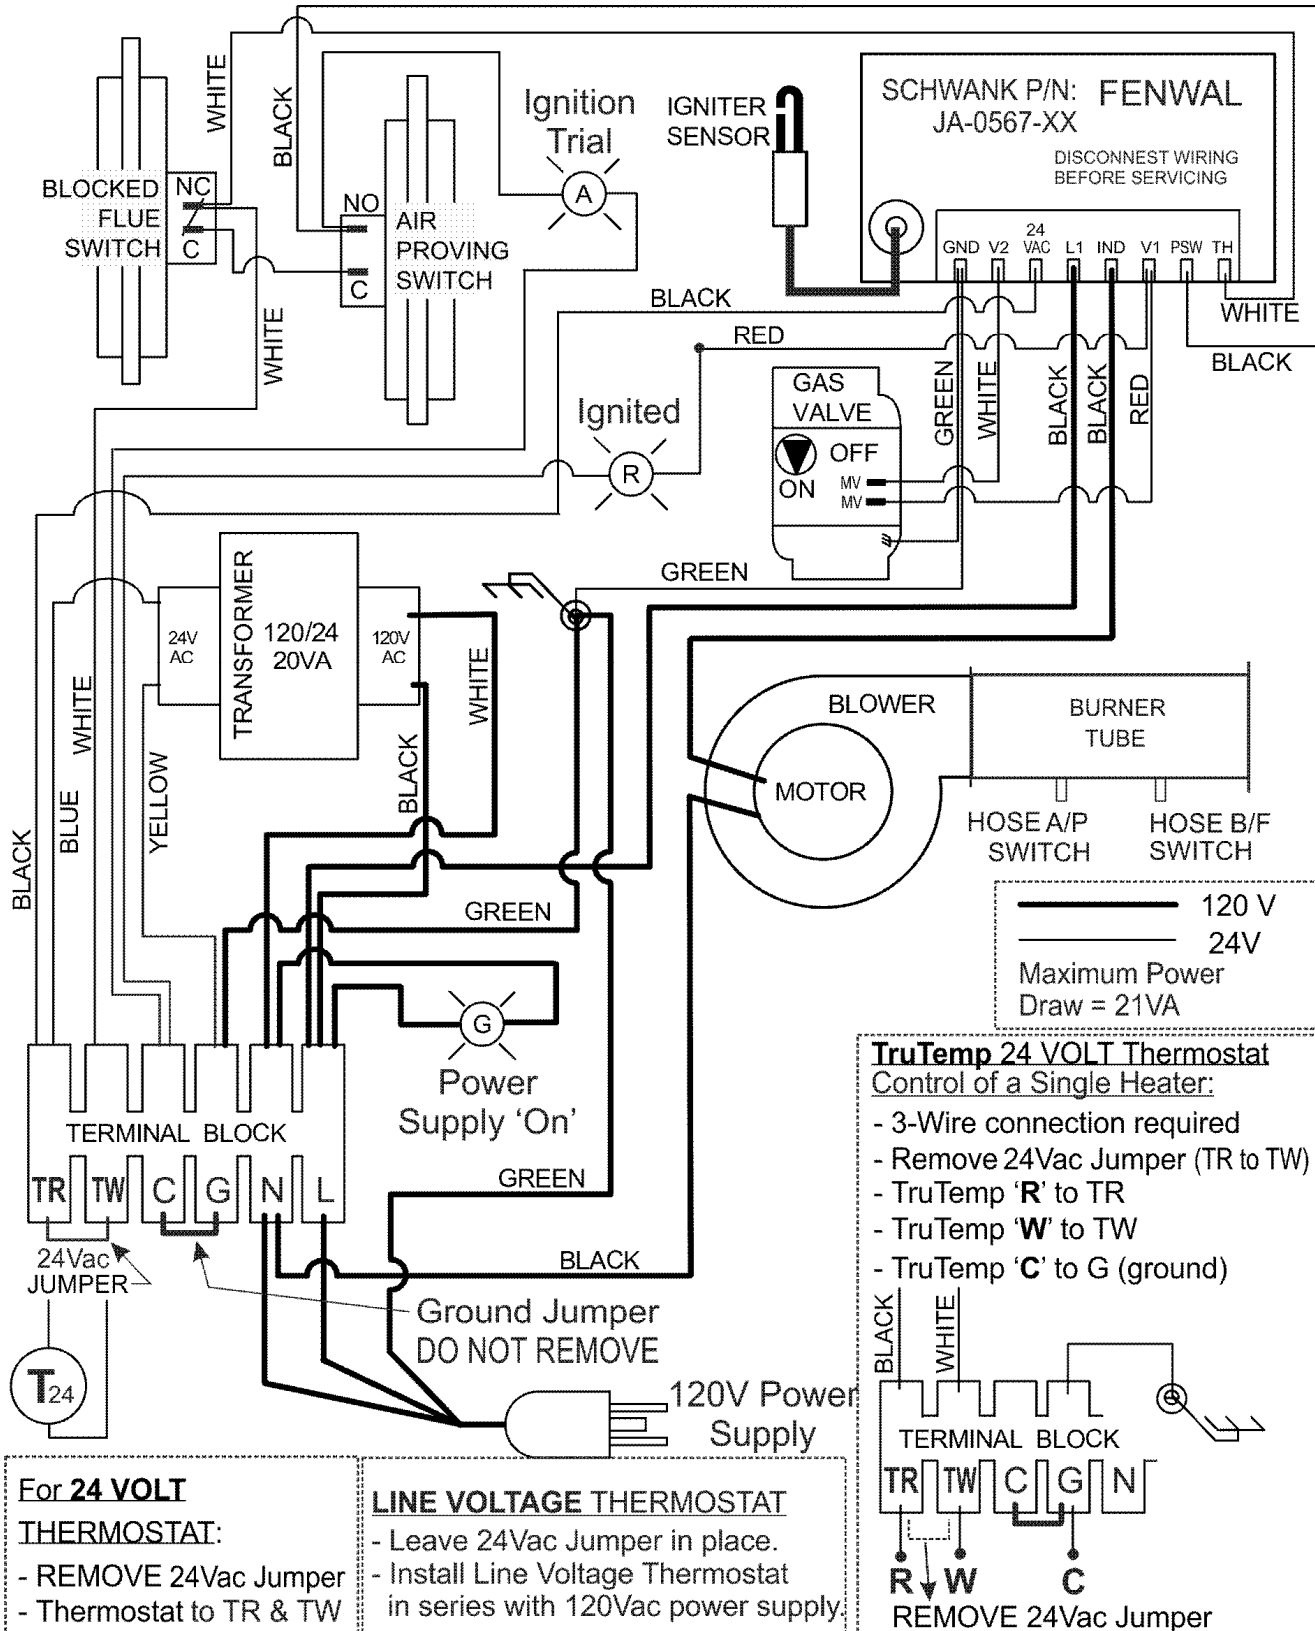 WHITE
BLACK
BLOCKED
FLUE
SWITCH
NC
C
NO
C
AIR
PROVING
SWITCH
Ignition
Trial
A
IGNITER
SENSOR
SCHWANK P/N:
JA-0567-XX
FENWAL
DISCONNEST WIRING
BEFORE SERVICING
GND
V2
24
VAC
L1
IND
V1
PSW
TH
WHITE
BLACK
BLACK
RED
WHITE
GREEN
WHITE
BLACK
BLACK
RED
GAS
VALVE
OFF
ON
MV
MV
Ignited
R
GREEN
TRANSFORMER
24V
AC
120/24
20VA
120V
AC
WHITE
BLACK
BLACK
BLUE
WHITE
YELLOW
BLOWER
MOTOR
BURNER
TUBE
HOSE A/P
SWITCH
HOSE B/F
SWITCH
120 V
24V
Maximum Power
Draw = 21VA
GREEN
G
Power
Supply ‘On’
TERMINAL BLOCK
TR TW C G N L
24Vac
JUMPER
GREEN
BLACK
Ground Jumper
DO NOT REMOVE
T24
120V Power
Supply
TruTemp 24 VOLT Thermostat
Control of a Single Heater:
- 3-Wire connection required
- Remove 24Vac Jumper (TR to TW)
- TruTemp ‘R’ to TR
- TruTemp ‘W’ to TW
- TruTemp ‘C’ to G (ground)
BLACK
WHITE
TERMINAL BLOCK
TR TW C G N
R W C
REMOVE 24Vac Jumper
For 24 VOLT
THERMOSTAT:
- REMOVE 24Vac Jumper
- Thermostat to TR & TW
LINE VOLTAGE THERMOSTAT
- Leave 24Vac Jumper in place.
- Install Line Voltage Thermostat
in series with 120Vac power supply.